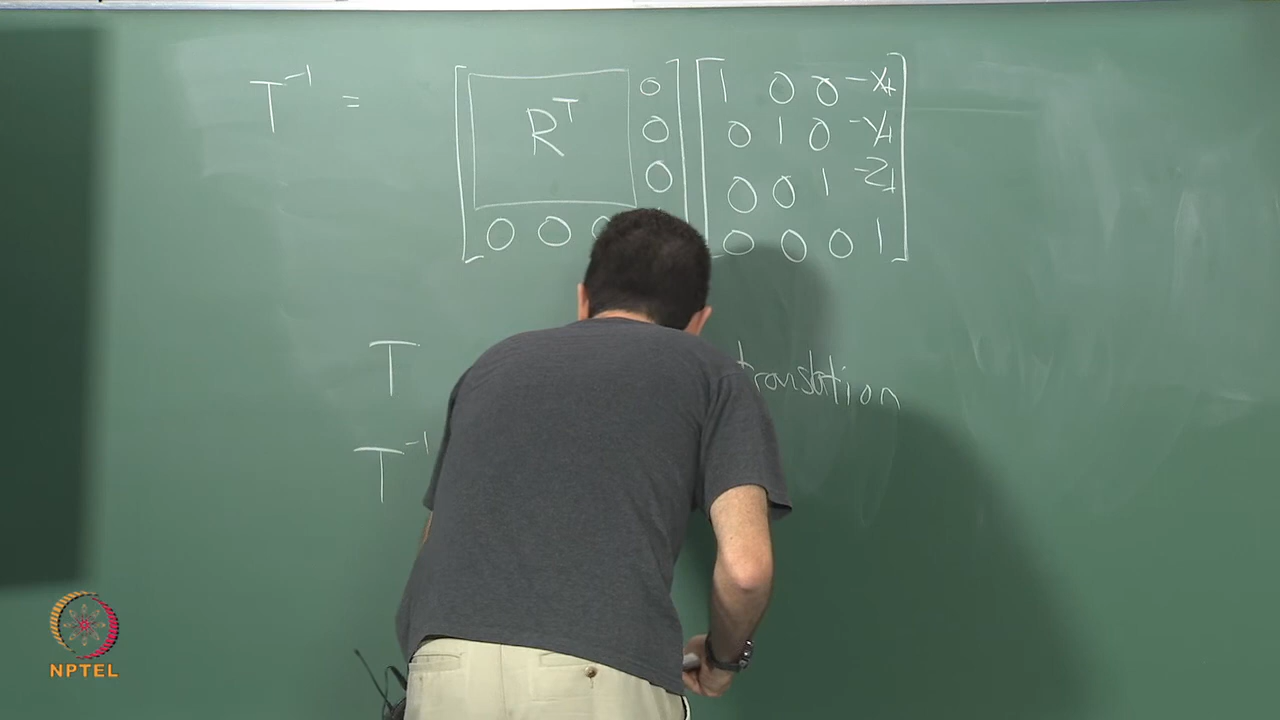 T⁻¹ = [ Rᵀ 0 ] [ 1 0 0 -xₜ ]
[ 0 ] [ 0 1 0 -yₜ ]
[ 0 ] [ 0 0 1 -zₜ ]
[ 0 0 0 ] [ 0 0 0 1 ]
T translation
T⁻¹
NPTEL